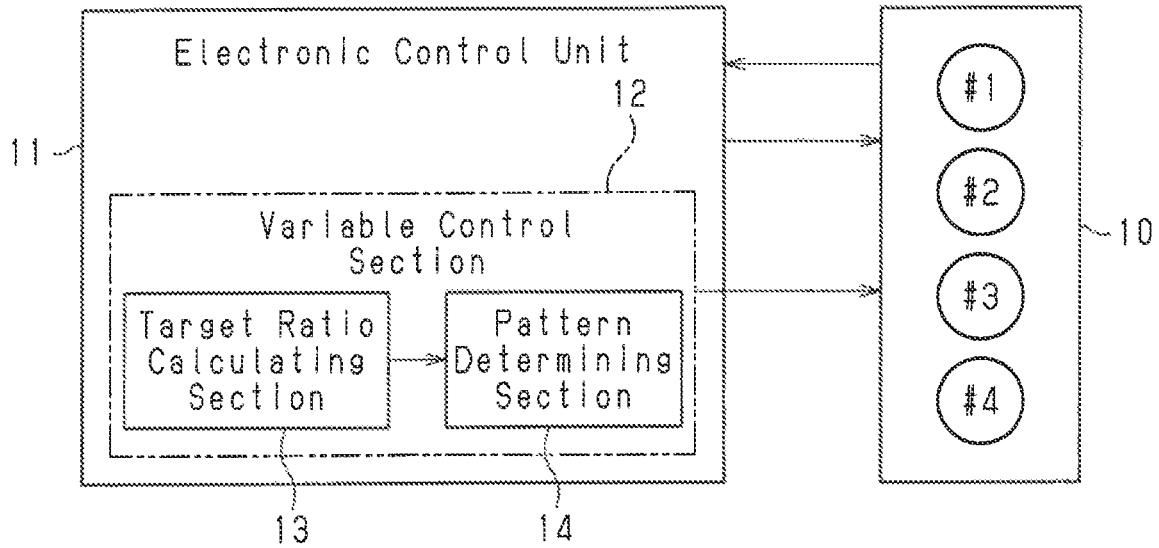 Electronic Control Unit
12
11
Variable Control
Section
Target Ratio
Calculating
Section
Pattern
Determining
Section
13
14
#1
#2
#3
#4
10